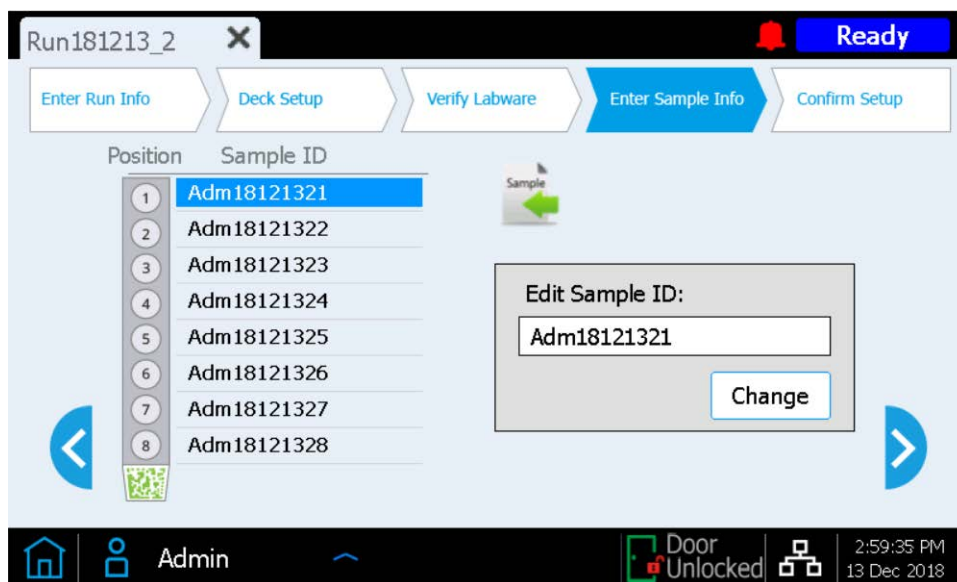 Run181213_2
Ready
Enter Run Info
Deck Setup
Verify Labware
Enter Sample Info
Confirm Setup
Position Sample ID
1 Adm18121321
2 Adm18121322
3 Adm18121323
4 Adm18121324
5 Adm18121325
6 Adm18121326
7 Adm18121327
8 Adm18121328
Sample
Edit Sample ID:
Adm18121321
Change
Admin
Door
Unlocked
2:59:35 PM
13 Dec 2018